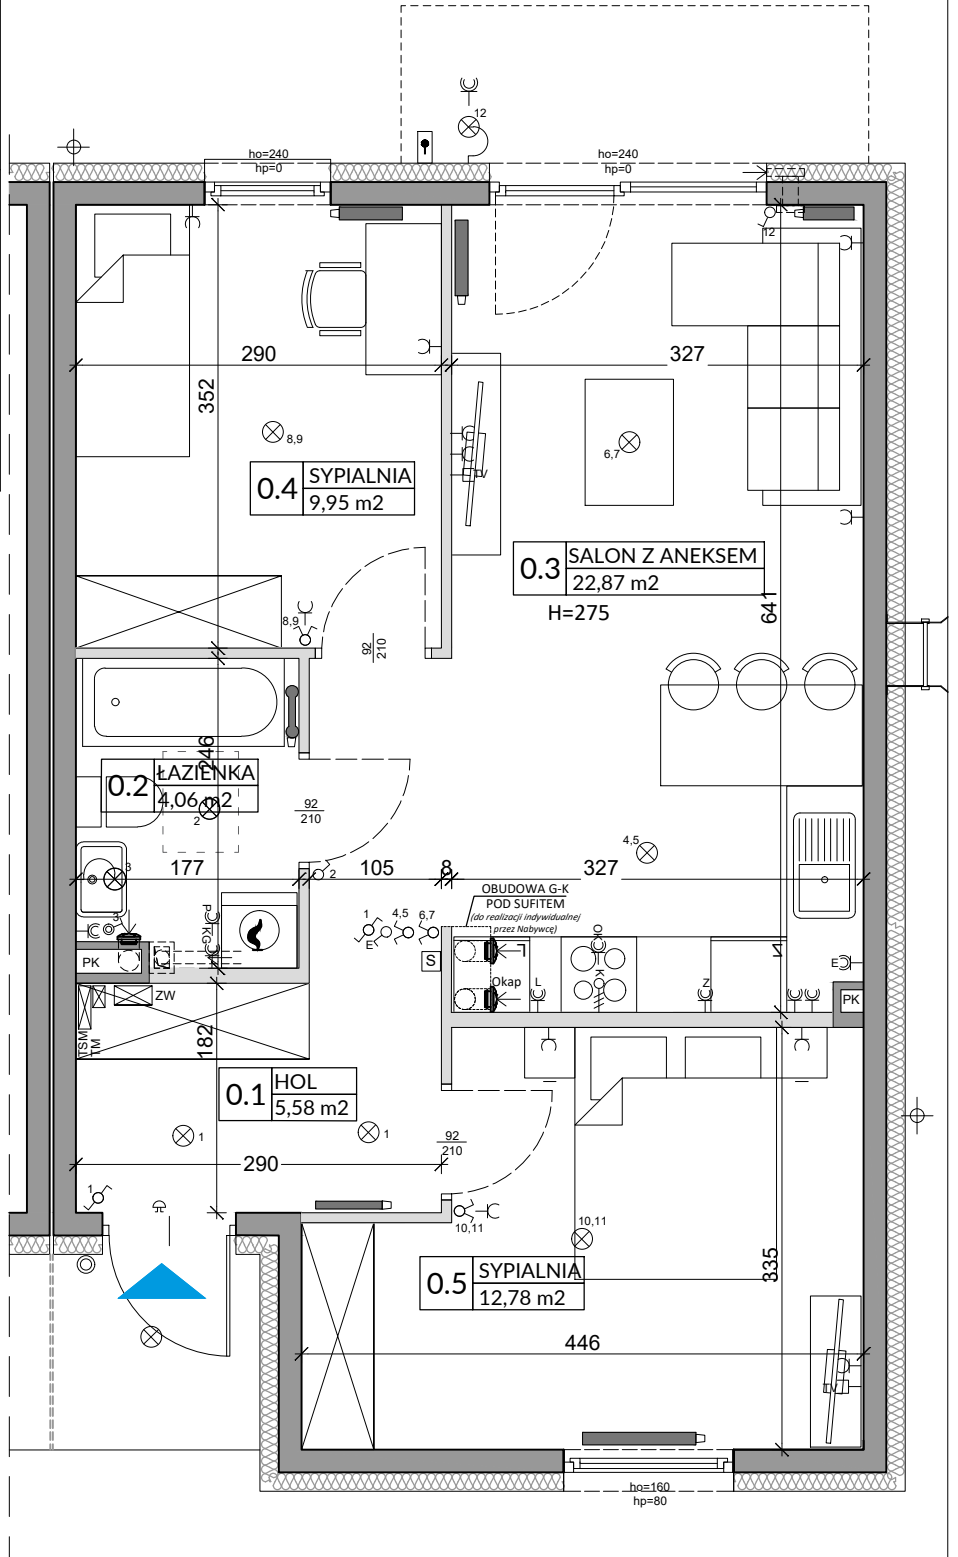 12
ho=240
hp=0
ho=240
hp=0
12
290
327
352
8,9
6,7
TV
0.4
SYPIALNIA
9,95 m2
0.3
SALON Z ANEKSEM
22,87 m2
H=275
641
8,9
92
210
246
0.2
ŁAZIENKA
4,06 m2
2
92
210
4,5
3
177
2
105
8
327
OBUDOWA G-K
POD SUFITEM
(do realizacji indywidualnej
przez Nabywcę)
3
P
KG
1
4,5
6,7
E
S
OK
E
PK
Okap
L
K
Z
PK
ZW
TSM
TM
182
0.1
HOL
5,58 m2
1
1
92
210
290
1
10,11
10,11
0.5
SYPIALNIA
12,78 m2
335
446
TV
ho=160
hp=80